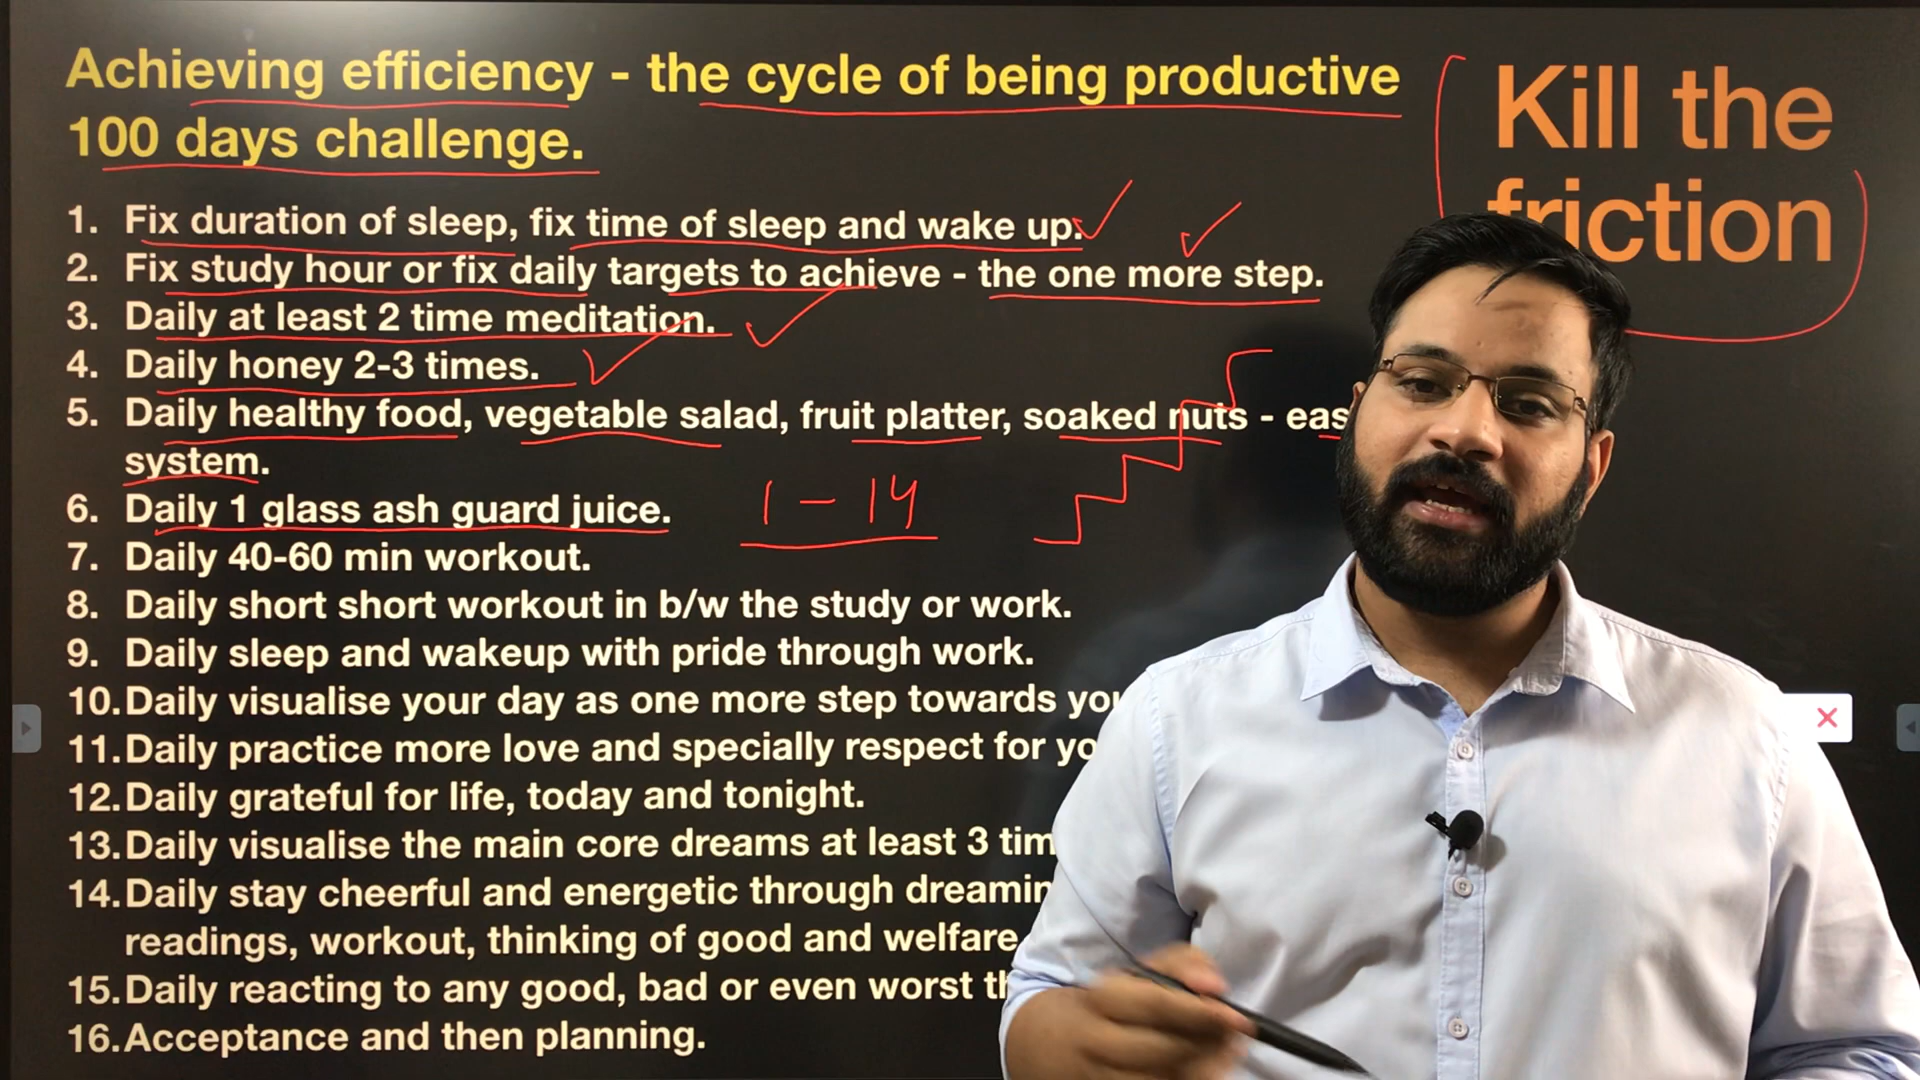 Achieving efficiency - the cycle of being productive
100 days challenge.
Kill the
friction
1. Fix duration of sleep, fix time of sleep and wake up.
2. Fix study hour or fix daily targets to achieve - the one more step.
3. Daily at least 2 time meditation.
4. Daily honey 2-3 times.
5. Daily healthy food, vegetable salad, fruit platter, soaked nuts -
system.
6. Daily 1 glass ash guard juice.
1 - 14
7. Daily 40-60 min workout.
8. Daily short short workout in b/w the study or work.
9. Daily sleep and wakeup with pride through work.
10. Daily visualise your day as one more step towards
11. Daily practice more love and specially respect for
12. Daily grateful for life, today and tonight.
13. Daily visualise the main core dreams at least 3
14. Daily stay cheerful and energetic through
readings, workout, thinking of good and welfare
15. Daily reacting to any good, bad or even worst
16. Acceptance and then planning.